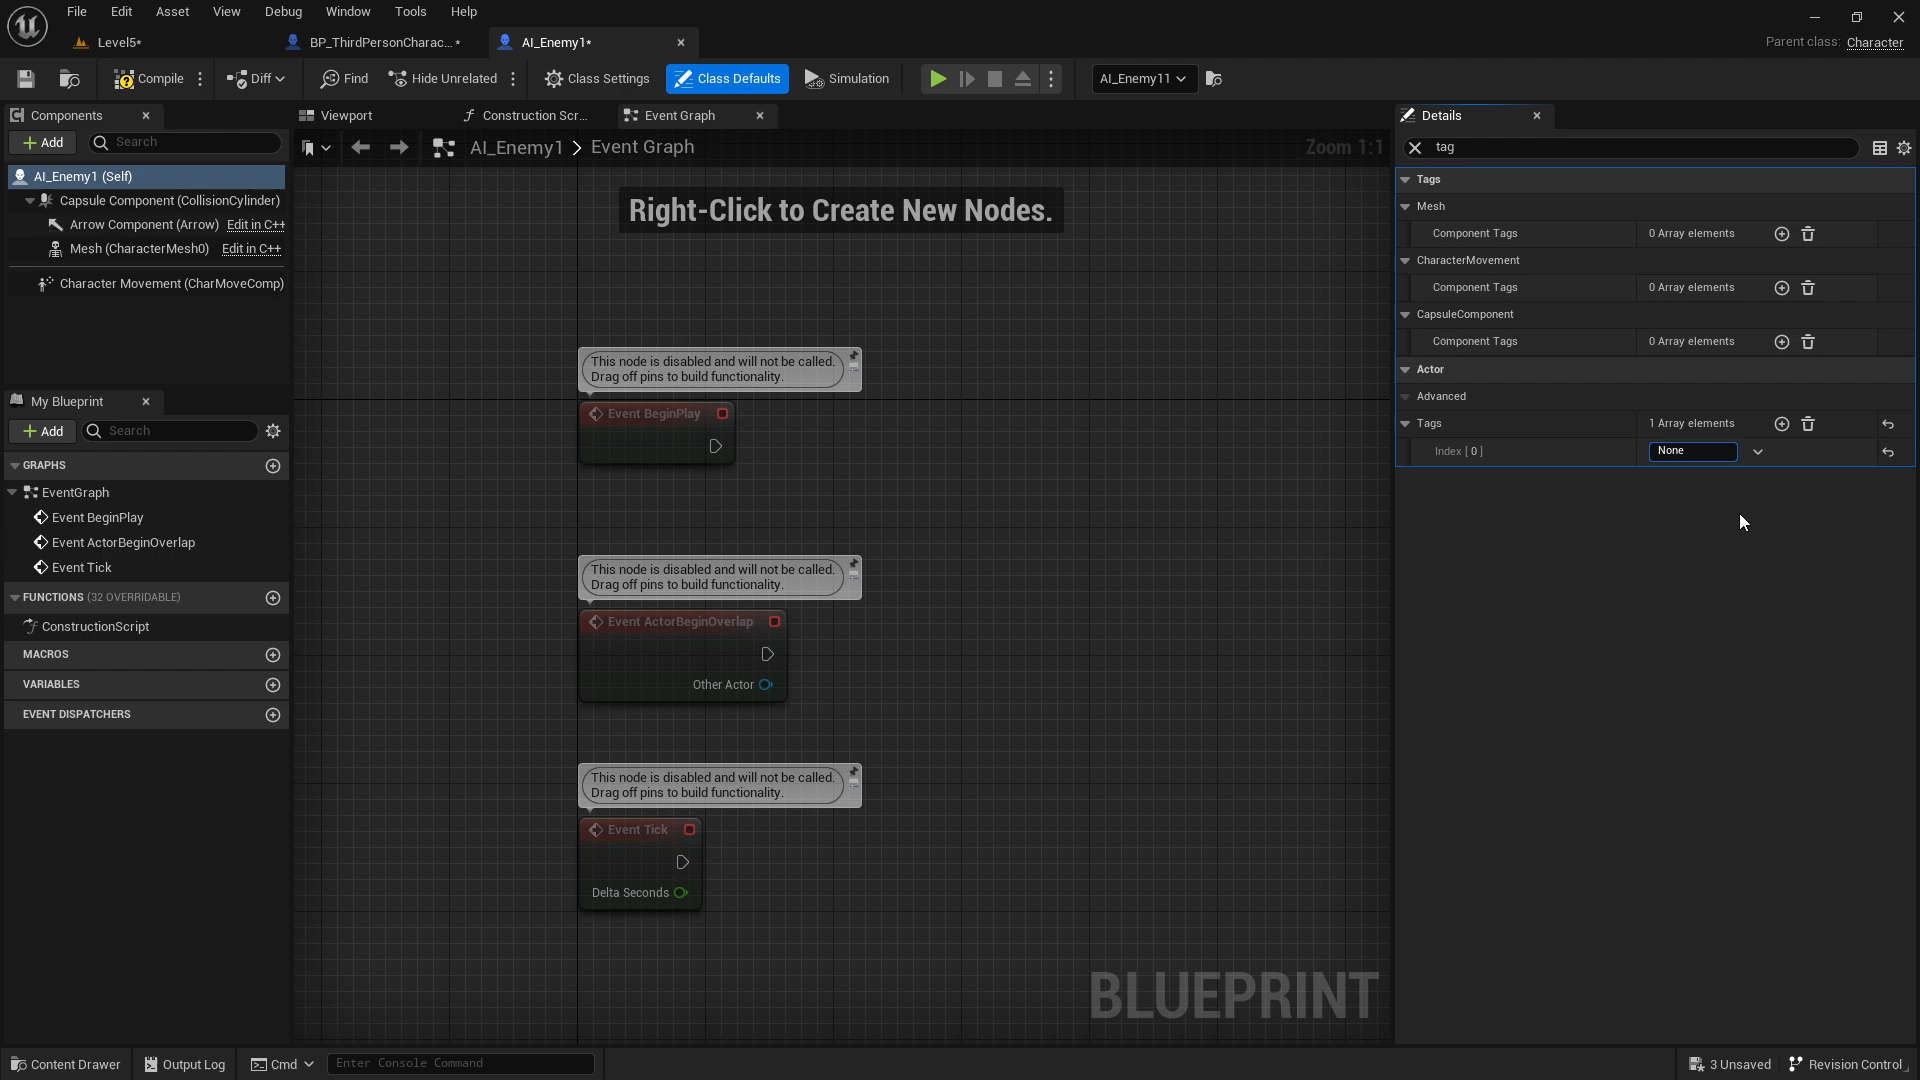 File Edit Asset View Debug Window Tools Help
Level5* BP_ThirdPersonCharac...* AI_Enemy1*
Parent class: Character
Compile Diff Find Hide Unrelated Class Settings Class Defaults Simulation AI_Enemy11
Components
Add Search
AI_Enemy1 (Self)
Capsule Component (CollisionCylinder)
Arrow Component (Arrow) Edit in C++
Mesh (CharacterMesh0) Edit in C++
Character Movement (CharMoveComp)
My Blueprint
Add Search
GRAPHS
EventGraph
Event BeginPlay
Event ActorBeginOverlap
Event Tick
FUNCTIONS (32 OVERRIDABLE)
ConstructionScript
MACROS
VARIABLES
EVENT DISPATCHERS
Viewport Construction Scr... Event Graph
AI_Enemy1 > Event Graph Zoom 1:1
Right-Click to Create New Nodes.
This node is disabled and will not be called.
Drag off pins to build functionality.
Event BeginPlay
This node is disabled and will not be called.
Drag off pins to build functionality.
Event ActorBeginOverlap
Other Actor
This node is disabled and will not be called.
Drag off pins to build functionality.
Event Tick
Delta Seconds
BLUEPRINT
Details
tag
Tags
Mesh
Component Tags 0 Array elements
CharacterMovement
Component Tags 0 Array elements
CapsuleComponent
Component Tags 0 Array elements
Actor
Advanced
Tags 1 Array elements
Index [ 0 ] None
Content Drawer Output Log Cmd Enter Console Command 3 Unsaved Revision Control